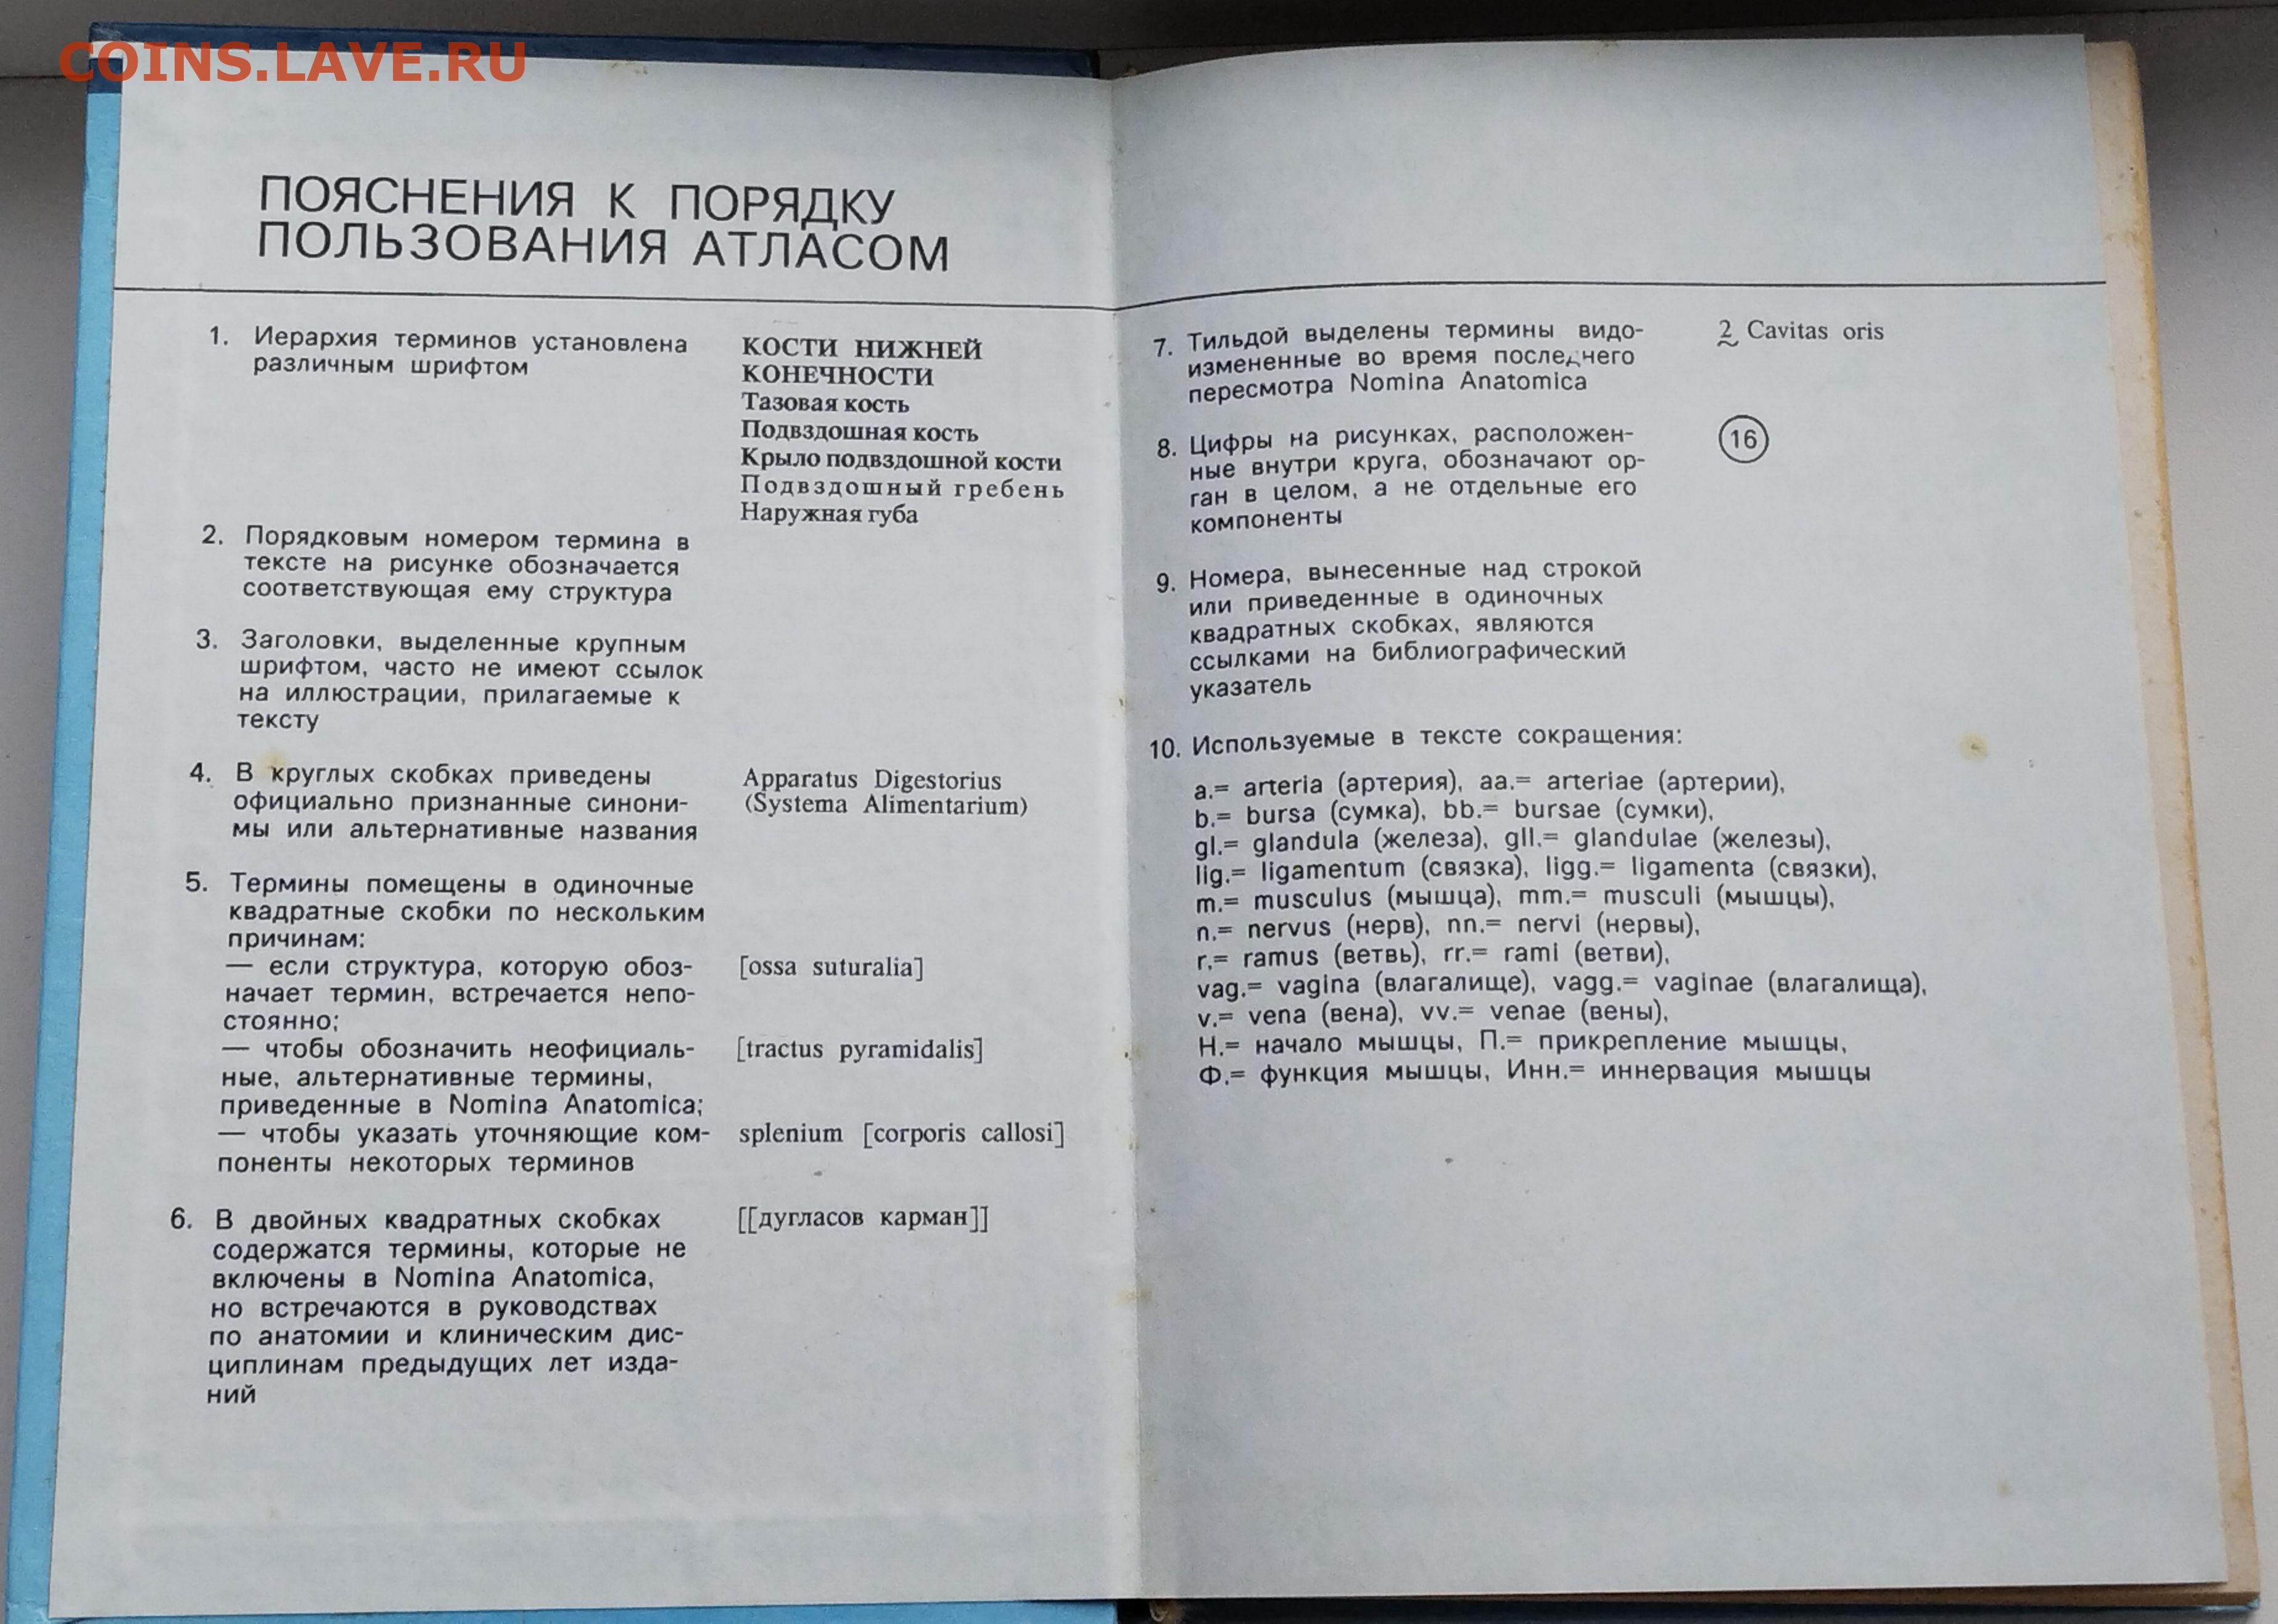 COINS.LAVE.RU
ПОЯСНЕНИЯ К ПОРЯДКУ
ПОЛЬЗОВАНИЯ АТЛАСОМ
1. Иерархия терминов установлена
различным шрифтом
КОСТИ НИЖНЕЙ
КОНЕЧНОСТИ
Тазовая кость
Подвздошная кость
Крыло подвздошной кости
Подвздошный гребень
Наружная губа
2. Порядковым номером термина в
тексте на рисунке обозначается
соответствующая ему структура
3. Заголовки, выделенные крупным
шрифтом, часто не имеют ссылок
на иллюстрации, прилагаемые к
тексту
4. В круглых скобках приведены
официально признанные синони-
мы или альтернативные названия
Apparatus Digestorius
(Systema Alimentarium)
5. Термины помещены в одиночные
квадратные скобки по нескольким
причинам:
— если структура, которую обоз-
начает термин, встречается непо-
стоянно;
[ossa suturalia]
— чтобы обозначить неофициаль-
ные, альтернативные термины,
приведенные в Nomina Anatomica;
[tractus pyramidalis]
— чтобы указать уточняющие ком-
поненты некоторых терминов
splenium [corporis callosi]
6. В двойных квадратных скобках
содержатся термины, которые не
включены в Nomina Anatomica,
но встречаются в руководствах
по анатомии и клиническим дис-
циплинам предыдущих лет изда-
ний
[[дугласов карман]]
7. Тильдой выделены термины видо-
измененные во время последнего
пересмотра Nomina Anatomica
2 Cavitas oris
8. Цифры на рисунках, расположен-
ные внутри круга, обозначают ор-
ган в целом, а не отдельные его
компоненты
16
9. Номера, вынесенные над строкой
или приведенные в одиночных
квадратных скобках, являются
ссылками на библиографический
указатель
10. Используемые в тексте сокращения:
a.= arteria (артерия), aa.= arteriae (артерии),
b.= bursa (сумка), bb.= bursae (сумки),
gl.= glandula (железа), gll.= glandulae (железы),
lig.= ligamentum (связка), ligg.= ligamenta (связки),
m.= musculus (мышца), mm.= musculi (мышцы),
n.= nervus (нерв), nn.= nervi (нервы),
r.= ramus (ветвь), rr.= rami (ветви),
vag.= vagina (влагалище), vagg.= vaginae (влагалища),
v.= vena (вена), vv.= venae (вены),
Н.= начало мышцы, П.= прикрепление мышцы,
Ф.= функция мышцы, Инн.= иннервация мышцы